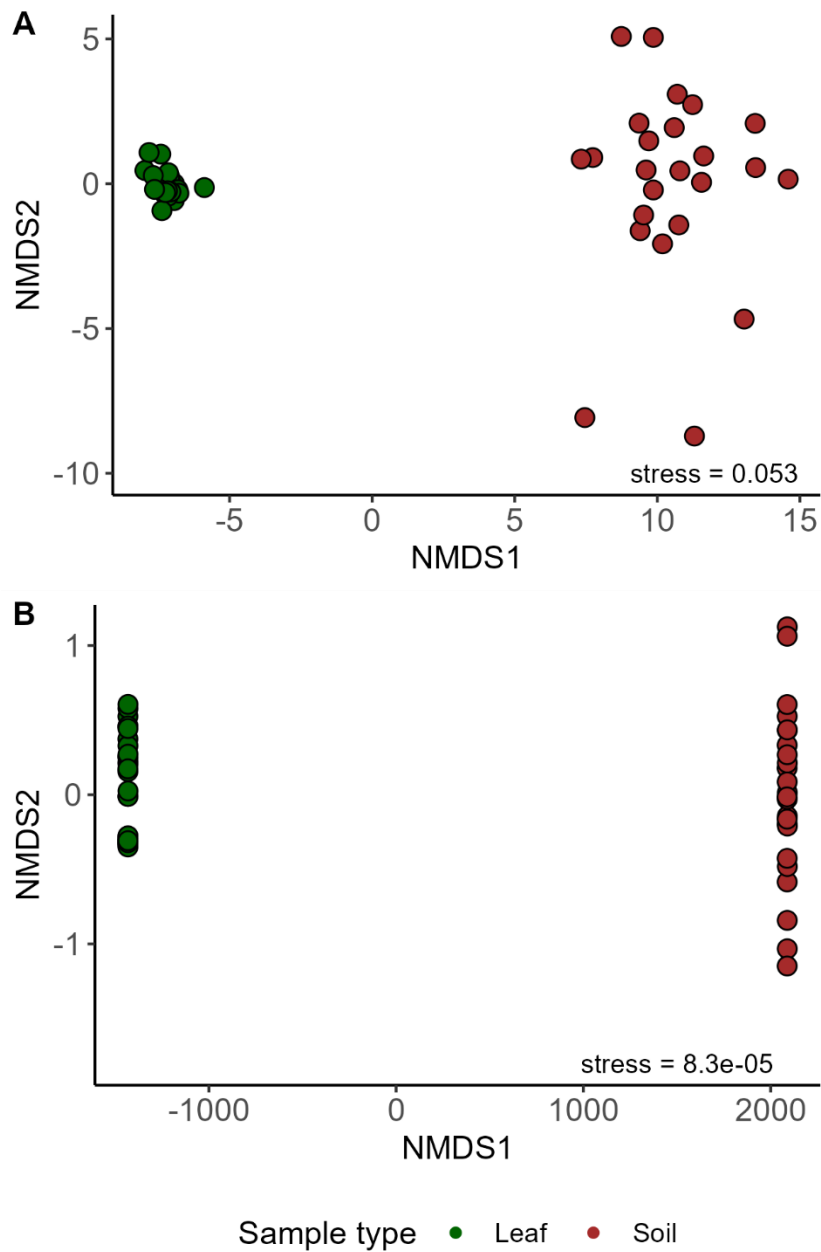 A
5
0
-5
-10
NMDS2
stress = 0.053
-5 0 5 10 15
NMDS1
B
1
0
-1
NMDS2
stress = 8.3e-05
-1000 0 1000 2000
NMDS1
Sample type Leaf Soil